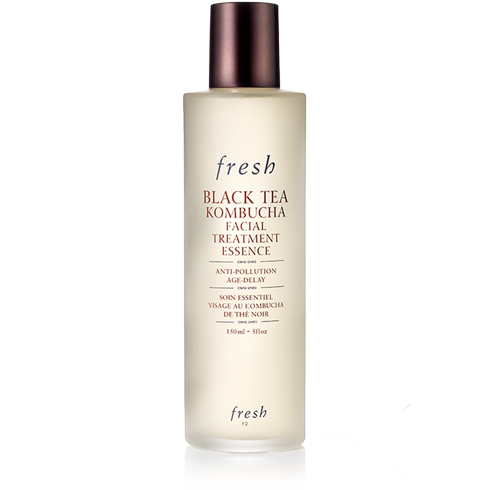 fresh
BLACK TEA
KOMBUCHA
FACIAL
TREATMENT
ESSENCE
ANTI-POLLUTION
AGE-DELAY
SOIN ESSENTIEL
VISAGE AU KOMBUCHA
DE THÉ NOIR
150ml - 5fl oz
fresh
F2